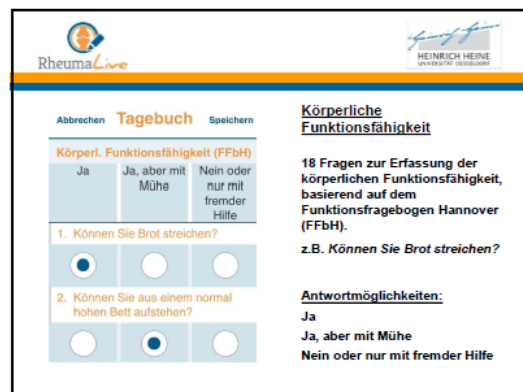 RheumaLive
HEINRICH HEINE
UNIVERSITÄT DÜSSELDORF
Abbrechen Tagebuch Speichern
Körperl. Funktionsfähigkeit (FFbH)
Ja
Ja, aber mit
Mühe
Nein oder
nur mit
fremder
Hilfe
1. Können Sie Brot streichen?
2. Können Sie aus einem normal
hohen Bett aufstehen?
Körperliche
Funktionsfähigkeit
18 Fragen zur Erfassung der
körperlichen Funktionsfähigkeit,
basierend auf dem
Funktionsfragebogen Hannover
(FFbH).
z.B. Können Sie Brot streichen?
Antwortmöglichkeiten:
Ja
Ja, aber mit Mühe
Nein oder nur mit fremder Hilfe